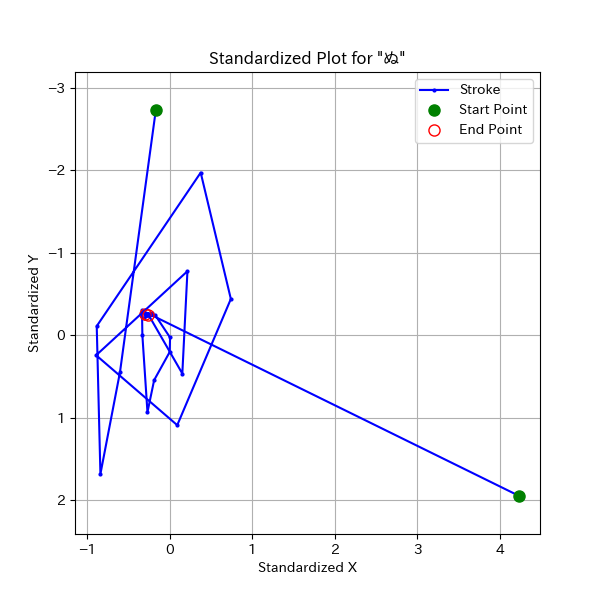 Standardized Plot for "ぬ"
Stroke
Start Point
End Point
−3
−2
−1
0
1
2
Standardized Y
−1 0 1 2 3 4
Standardized X